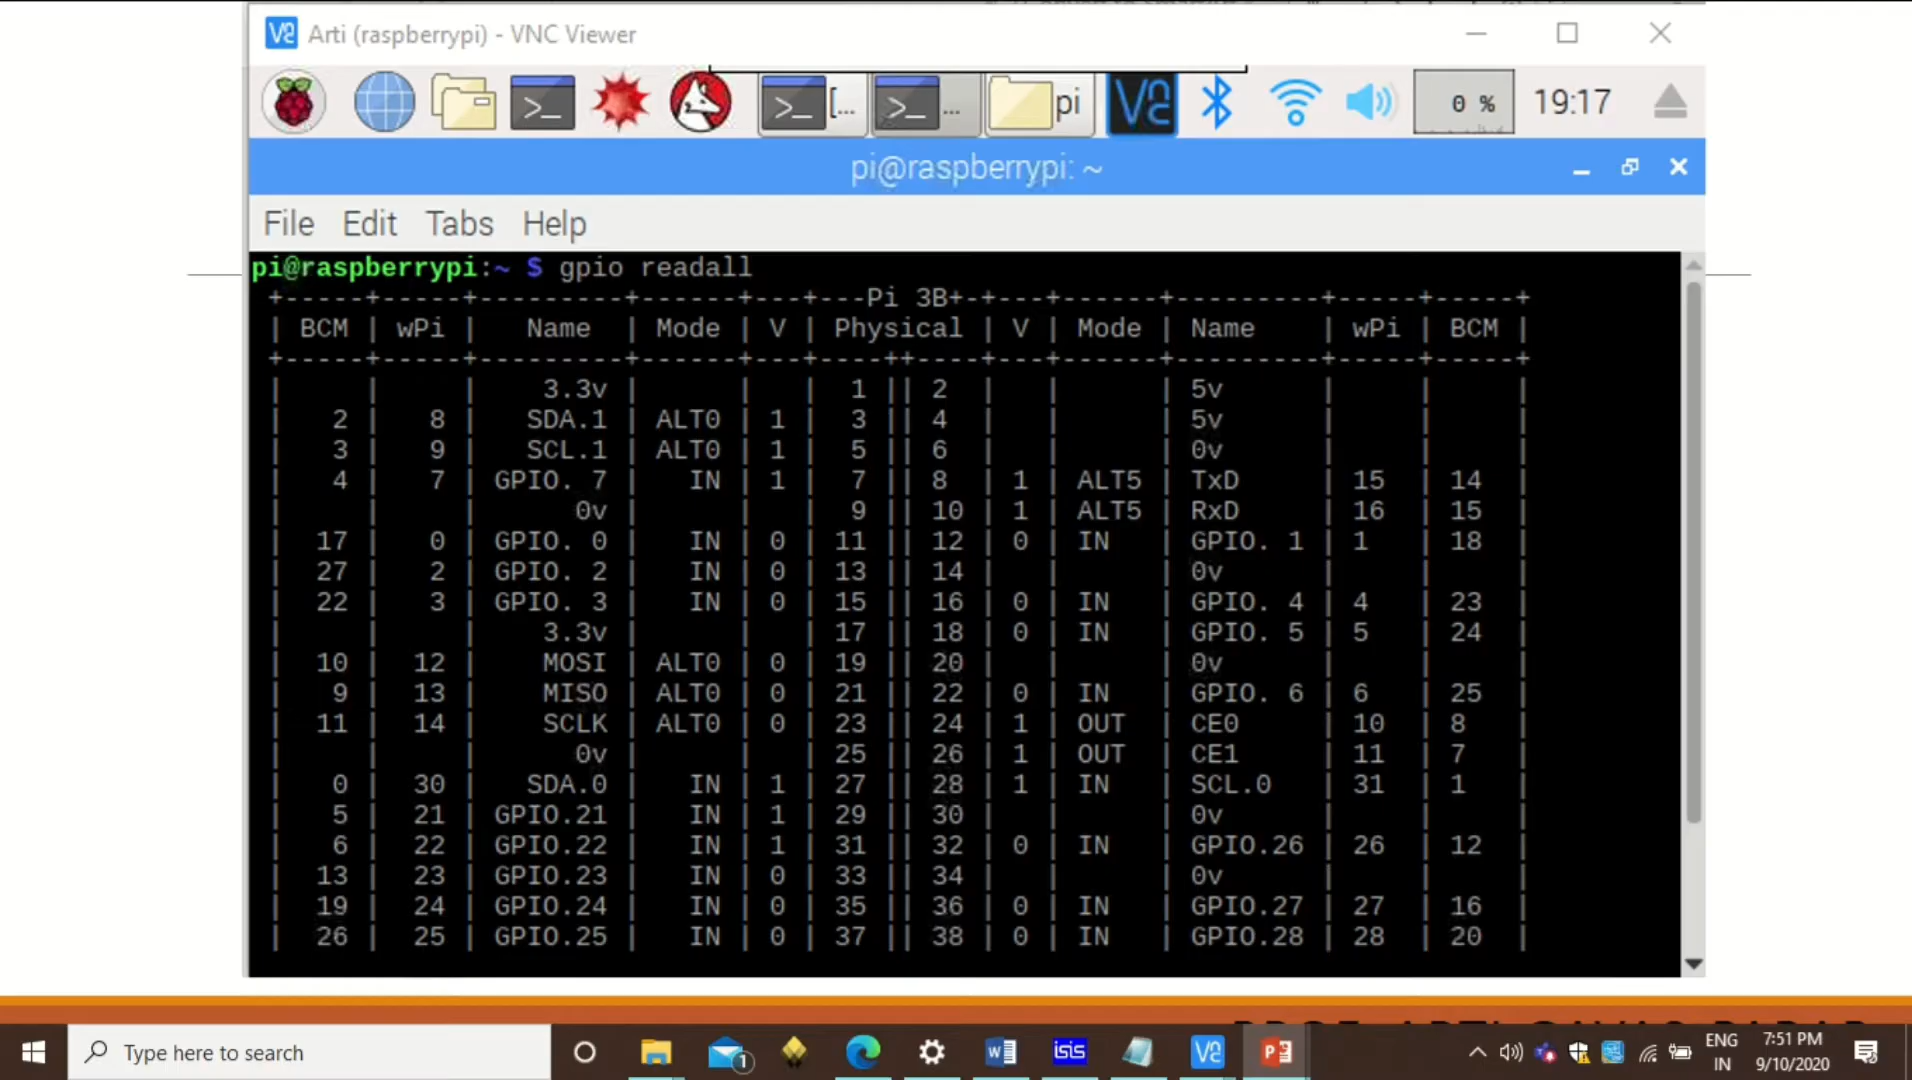 Arti (raspberrypi) - VNC Viewer
[...
...
pi
0 %
19:17
pi@raspberrypi: ~
File Edit Tabs Help
pi@raspberrypi:~ $ gpio readall
+-----+-----+---------+------+---+---Pi 3B+-+---+------+---------+-----+-----+
| BCM | wPi |   Name  | Mode | V | Physical | V | Mode | Name    | wPi | BCM |
+-----+-----+---------+------+---+----++----+---+------+---------+-----+-----+
|     |     |    3.3v |      |   |  1 || 2  |   |      | 5v      |     |     |
|   2 |   8 |   SDA.1 | ALT0 | 1 |  3 || 4  |   |      | 5v      |     |     |
|   3 |   9 |   SCL.1 | ALT0 | 1 |  5 || 6  |   |      | 0v      |     |     |
|   4 |   7 | GPIO. 7 |   IN | 1 |  7 || 8  | 1 | ALT5 | TxD     | 15  | 14  |
|     |     |      0v |      |   |  9 || 10 | 1 | ALT5 | RxD     | 16  | 15  |
|  17 |   0 | GPIO. 0 |   IN | 0 | 11 || 12 | 0 | IN   | GPIO. 1 | 1   | 18  |
|  27 |   2 | GPIO. 2 |   IN | 0 | 13 || 14 |   |      | 0v      |     |     |
|  22 |   3 | GPIO. 3 |   IN | 0 | 15 || 16 | 0 | IN   | GPIO. 4 | 4   | 23  |
|     |     |    3.3v |      |   | 17 || 18 | 0 | IN   | GPIO. 5 | 5   | 24  |
|  10 |  12 |    MOSI | ALT0 | 0 | 19 || 20 |   |      | 0v      |     |     |
|   9 |  13 |    MISO | ALT0 | 0 | 21 || 22 | 0 | IN   | GPIO. 6 | 6   | 25  |
|  11 |  14 |    SCLK | ALT0 | 0 | 23 || 24 | 1 | OUT  | CE0     | 10  | 8   |
|     |     |      0v |      |   | 25 || 26 | 1 | OUT  | CE1     | 11  | 7   |
|   0 |  30 |   SDA.0 |   IN | 1 | 27 || 28 | 1 | IN   | SCL.0   | 31  | 1   |
|   5 |  21 | GPIO.21 |   IN | 1 | 29 || 30 |   |      | 0v      |     |     |
|   6 |  22 | GPIO.22 |   IN | 1 | 31 || 32 | 0 | IN   | GPIO.26 | 26  | 12  |
|  13 |  23 | GPIO.23 |   IN | 0 | 33 || 34 |   |      | 0v      |     |     |
|  19 |  24 | GPIO.24 |   IN | 0 | 35 || 36 | 0 | IN   | GPIO.27 | 27  | 16  |
|  26 |  25 | GPIO.25 |   IN | 0 | 37 || 38 | 0 | IN   | GPIO.28 | 28  | 20  |
Type here to search
1
isis
ENG
IN
7:51 PM
9/10/2020